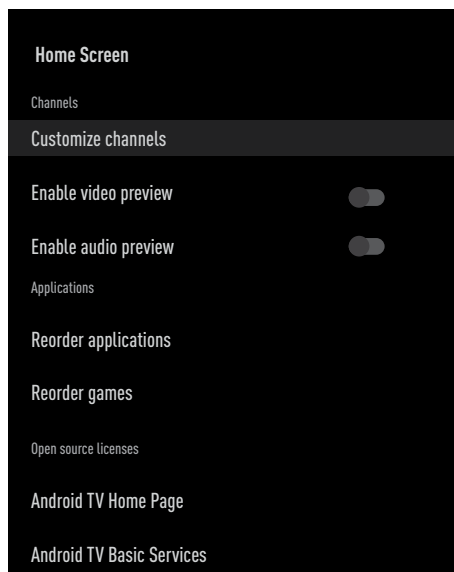 Home Screen
Channels
Customize channels
Enable video preview
Enable audio preview
Applications
Reorder applications
Reorder games
Open source licenses
Android TV Home Page
Android TV Basic Services